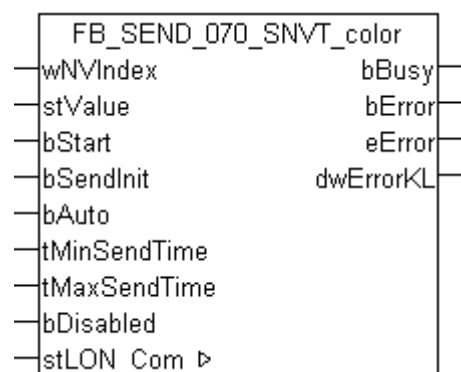 FB_SEND_070_SNVT_color
wNVIndex bBusy
stValue bError
bStart eError
bSendInit dwErrorKL
bAuto
tMinSendTime
tMaxSendTime
bDisabled
stLON_Com ▷